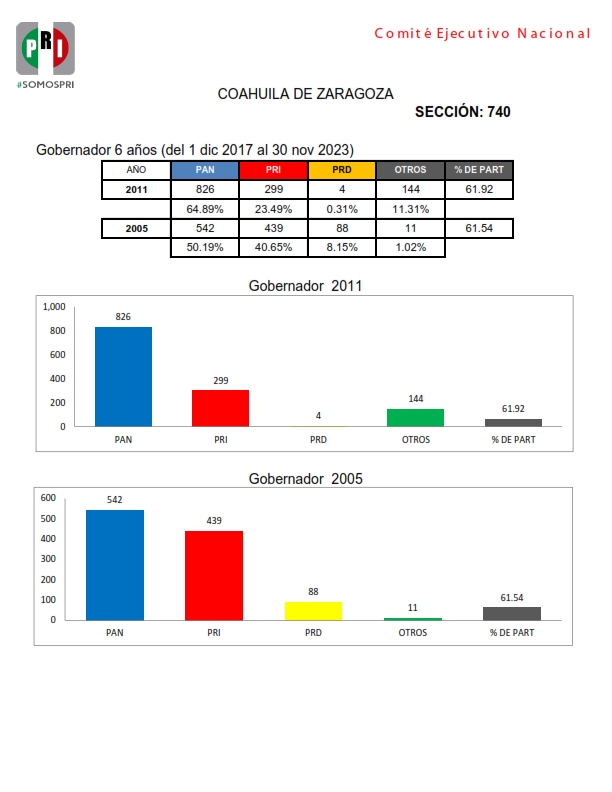 Comité Ejecutivo Nacional
PRI
#SOMOSPRI
COAHUILA DE ZARAGOZA
SECCIÓN: 740
Gobernador 6 años (del 1 dic 2017 al 30 nov 2023)
AÑO PAN PRI PRD OTROS % DE PART
2011 826 299 4 144 61.92
64.89% 23.49% 0.31% 11.31%
2005 542 439 88 11 61.54
50.19% 40.65% 8.15% 1.02%
Gobernador 2011
1,000
800
600
400
200
0
826
299
4
144
61.92
PAN PRI PRD OTROS % DE PART
Gobernador 2005
600
500
400
300
200
100
0
542
439
88
11
61.54
PAN PRI PRD OTROS % DE PART